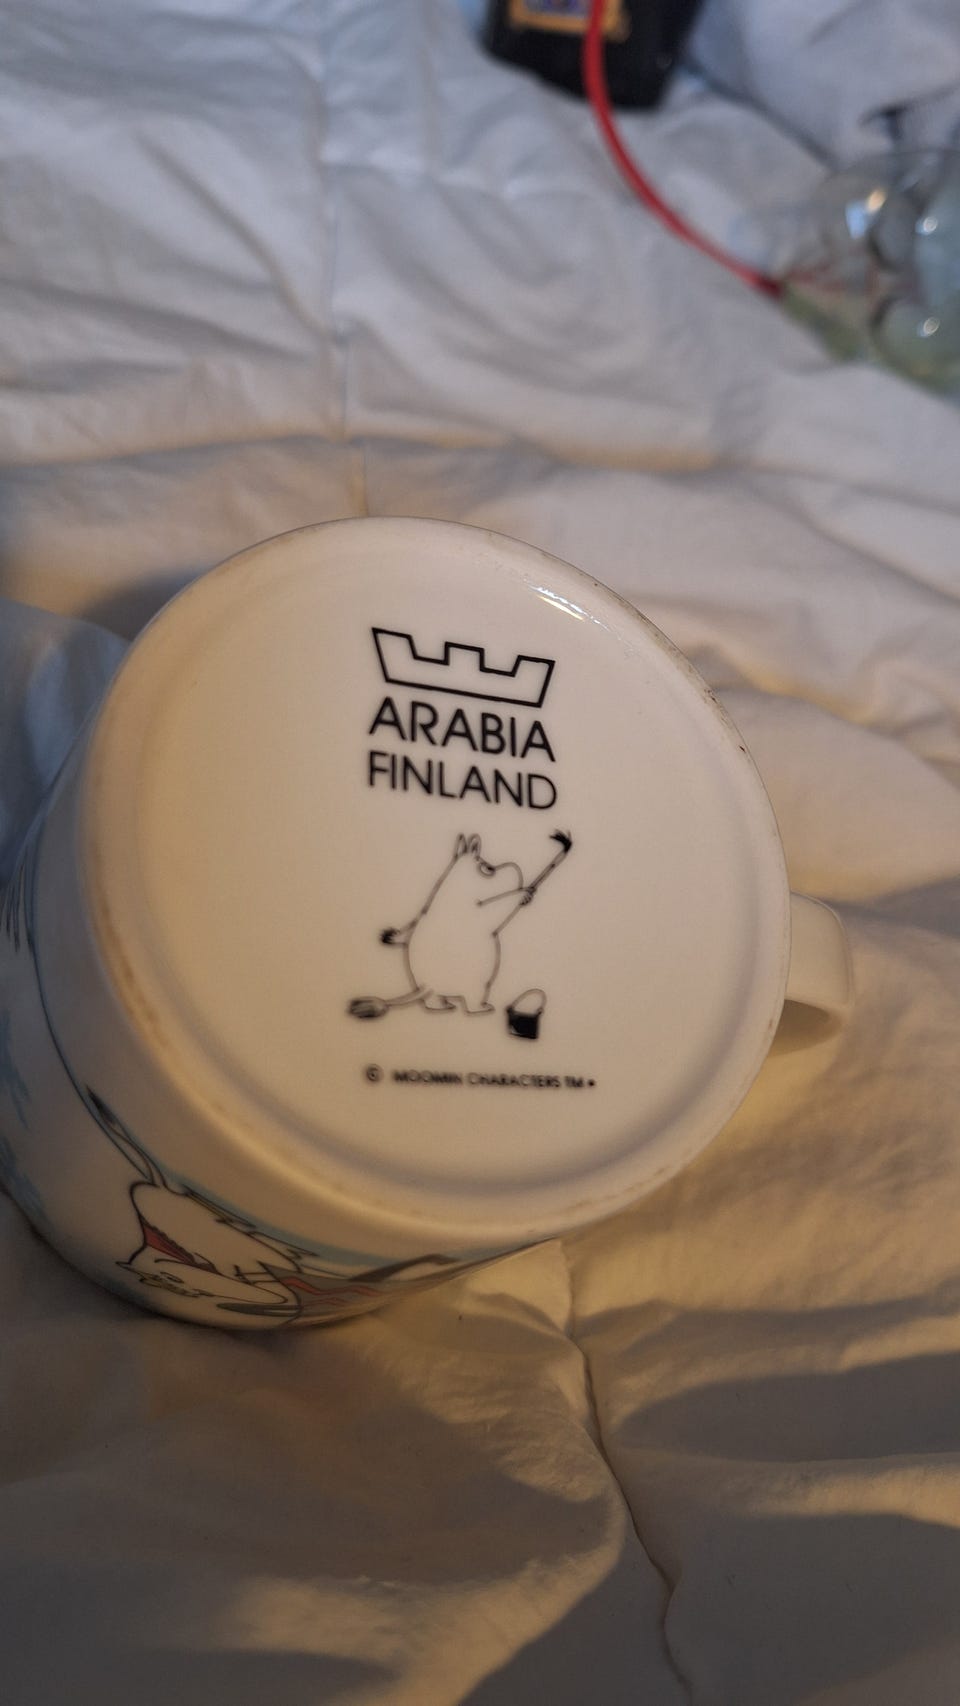 ARABIA
FINLAND
© MOOMIN CHARACTERS TM •